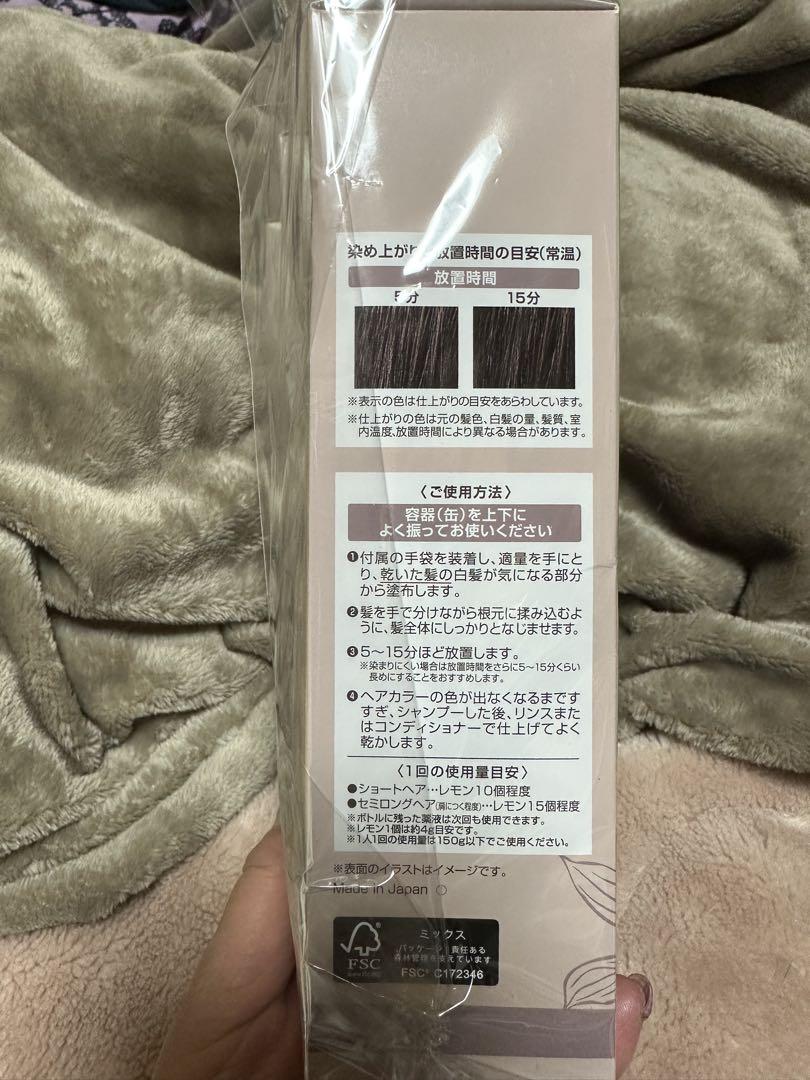 染め上がり 放置時間の目安(常温)
放置時間
5分 15分
※表示の色は仕上がりの目安をあらわしています。
※仕上がりの色は元の髪色、白髪の量、髪質、室
内温度、放置時間により異なる場合があります。
〈ご使用方法〉
容器(缶)を上下に
よく振ってお使いください
❶付属の手袋を装着し、適量を手にと
り、乾いた髪の白髪が気になる部分
から塗布します。
❷髪を手で分けながら根元に揉み込むよ
うに、髪全体にしっかりとなじませます。
❸5〜15分ほど放置します。
※染まりにくい場合は放置時間をさらに5〜15分くらい
長めにすることをおすすめします。
❹ヘアカラーの色が出なくなるまです
すぎ、シャンプーした後、リンスまた
はコンディショナーで仕上げてよく
乾かします。
〈1回の使用量目安〉
●ショートヘア…レモン10個程度
●セミロングヘア(肩につく程度)…レモン15個程度
※ボトルに残った薬液は次回も使用できます。
※レモン1個は約4g目安です。
※1人1回の使用量は150g以下でご使用ください。
※表面のイラストはイメージです。
Made in Japan
FSC
ミックス
パッケージ 責任ある
森林管理を支えています
FSC® C172346